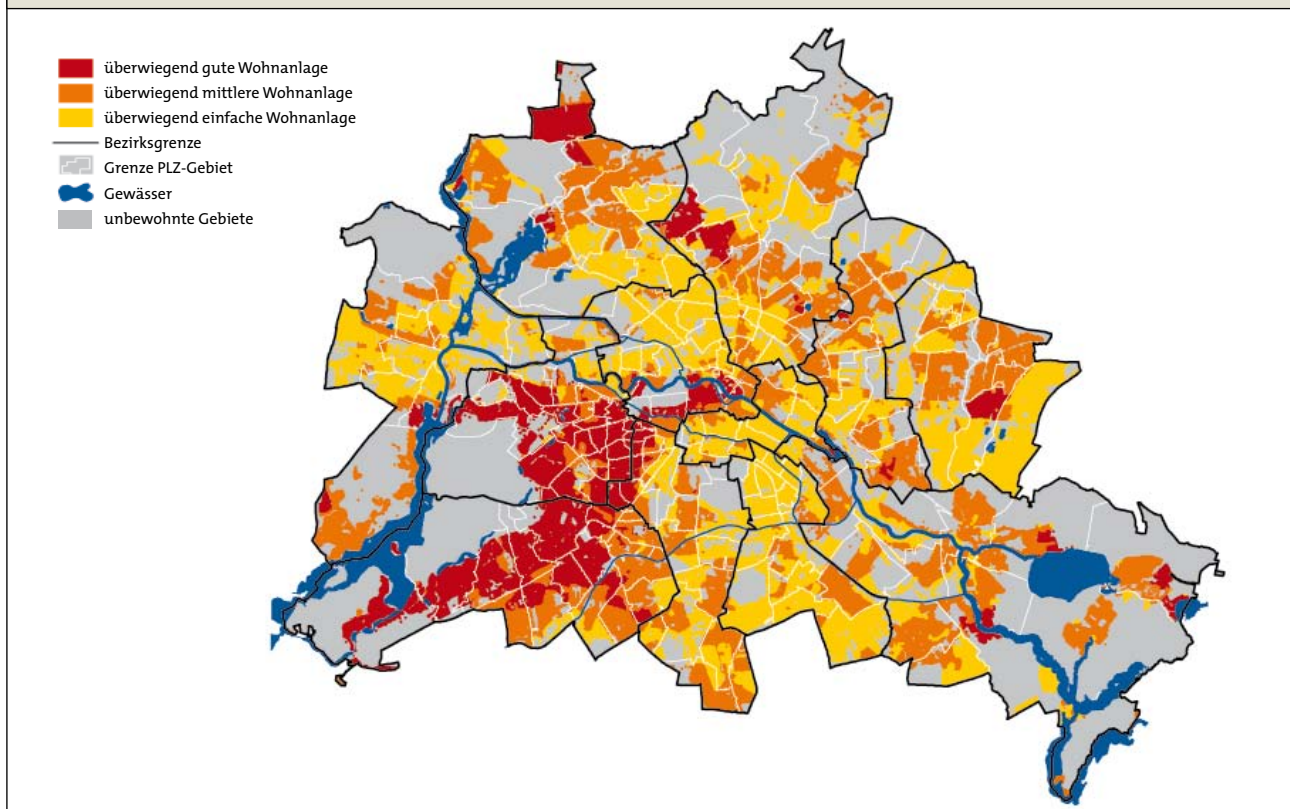 überwiegend gute Wohnanlage
überwiegend mittlere Wohnanlage
überwiegend einfache Wohnanlage
Bezirksgrenze
Grenze PLZ-Gebiet
Gewässer
unbewohnte Gebiete